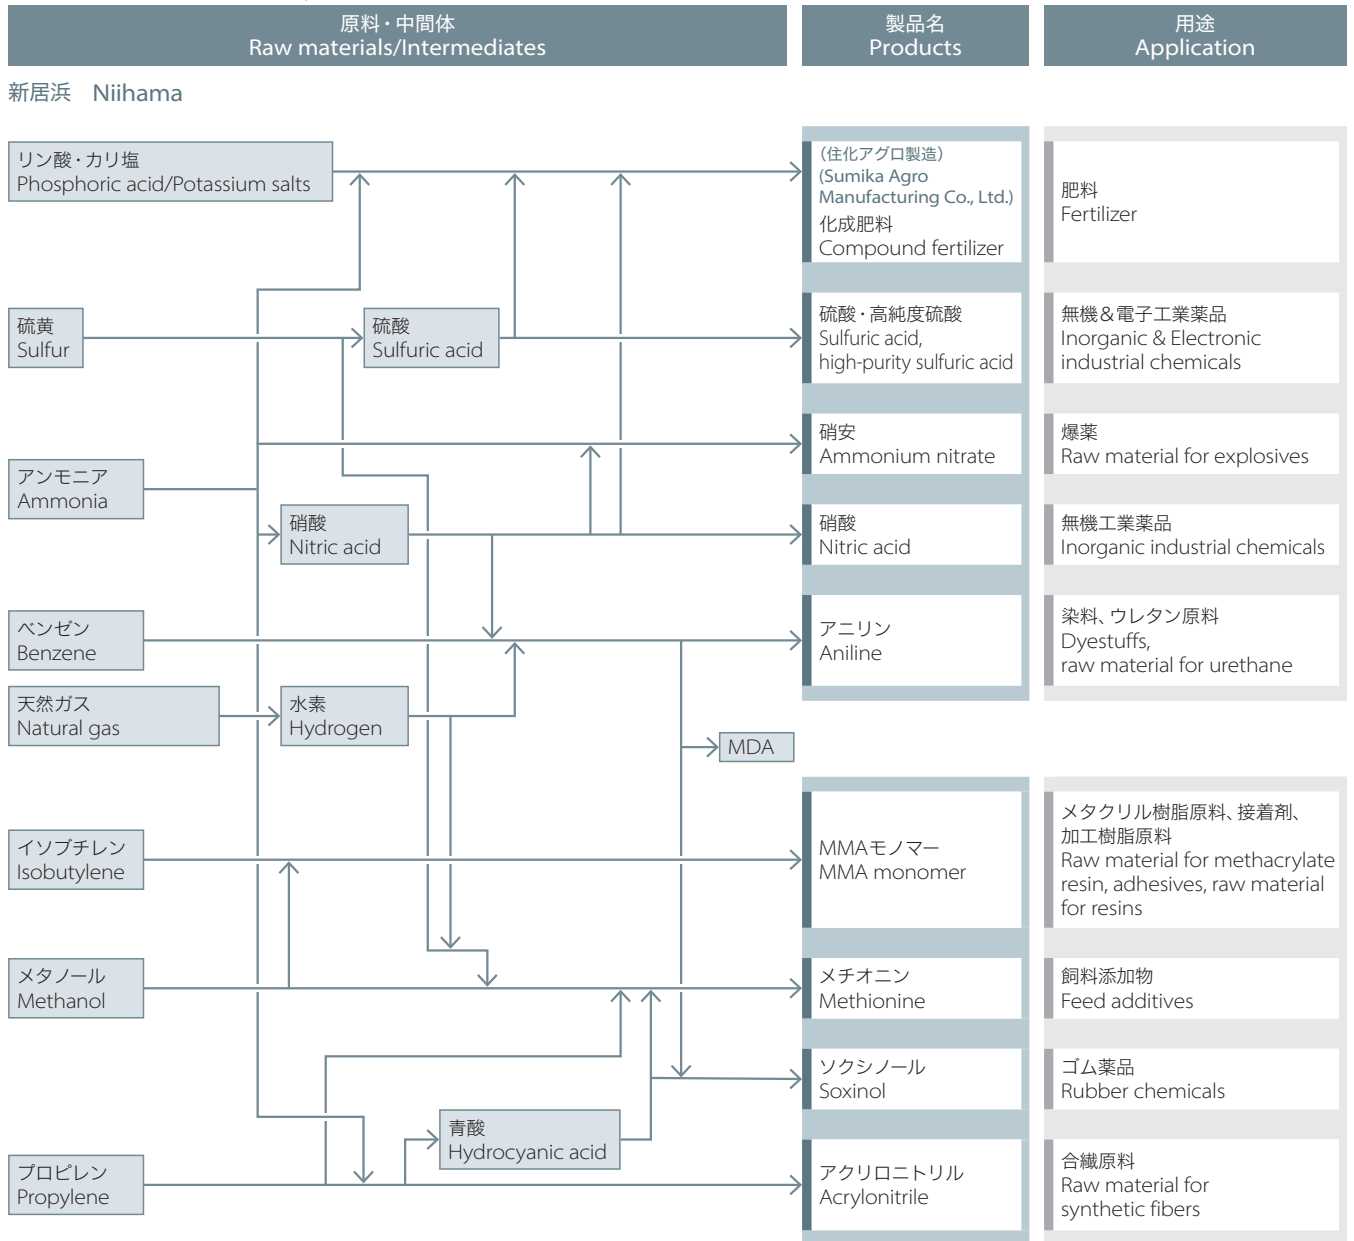 原料・中間体
Raw materials/Intermediates
製品名
Products
用途
Application
新居浜 Niihama
リン酸・カリ塩
Phosphoric acid/Potassium salts
(住化アグロ製造)
(Sumika Agro
Manufacturing Co., Ltd.)
化成肥料
Compound fertilizer
肥料
Fertilizer
硫黄
Sulfur
硫酸
Sulfuric acid
硫酸・高純度硫酸
Sulfuric acid,
high-purity sulfuric acid
無機＆電子工業薬品
Inorganic & Electronic
industrial chemicals
硝安
Ammonium nitrate
爆薬
Raw material for explosives
アンモニア
Ammonia
硝酸
Nitric acid
硝酸
Nitric acid
無機工業薬品
Inorganic industrial chemicals
ベンゼン
Benzene
アニリン
Aniline
染料、ウレタン原料
Dyestuffs,
raw material for urethane
天然ガス
Natural gas
水素
Hydrogen
MDA
イソブチレン
Isobutylene
MMAモノマー
MMA monomer
メタクリル樹脂原料、接着剤、
加工樹脂原料
Raw material for methacrylate
resin, adhesives, raw material
for resins
メタノール
Methanol
メチオニン
Methionine
飼料添加物
Feed additives
ソクシノール
Soxinol
ゴム薬品
Rubber chemicals
青酸
Hydrocyanic acid
プロピレン
Propylene
アクリロニトリル
Acrylonitrile
合繊原料
Raw material for
synthetic fibers